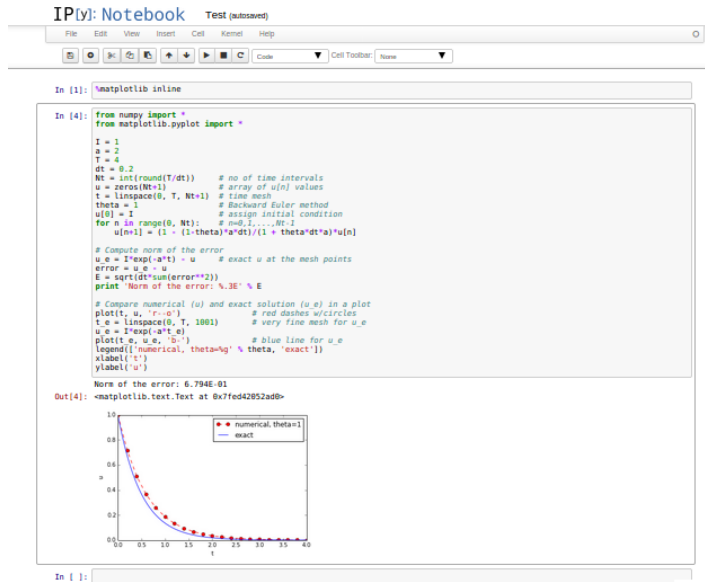 IP[y]: Notebook Test (autosaved)
File Edit View Insert Cell Kernel Help
Code Cell Toolbar: None
In [1]: %matplotlib inline
In [4]: from numpy import *
from matplotlib.pyplot import *
I = 1
a = 2
T = 4
dt = 0.2
Nt = int(round(T/dt)) # no of time intervals
u = zeros(Nt+1) # array of u[n] values
t = linspace(0, T, Nt+1) # time mesh
theta = 1 # Backward Euler method
u[0] = I # assign initial condition
for n in range(0, Nt): # n=0,1,...,Nt-1
u[n+1] = (1 - (1-theta)*a*dt)/(1 + theta*dt*a)*u[n]
# Compute norm of the error
u_e = I*exp(-a*t) - u # exact u at the mesh points
error = u_e - u
E = sqrt(dt*sum(error**2))
print 'Norm of the error: %.3E' % E
# Compare numerical (u) and exact solution (u_e) in a plot
plot(t, u, 'r--o') # red dashes w/circles
t_e = linspace(0, T, 1001) # very fine mesh for u_e
u_e = I*exp(-a*t_e)
plot(t_e, u_e, 'b-') # blue line for u_e
legend(['numerical, theta=%g' % theta, 'exact'])
xlabel('t')
ylabel('u')
Norm of the error: 6.794E-01
Out[4]: <matplotlib.text.Text at 0x7fed42852ad0>
1.0
numerical, theta=1
exact
0.8
0.6
u
0.4
0.2
0.0
0.0 0.5 1.0 1.5 2.0 2.5 3.0 3.5 4.0
t
In [ ]: